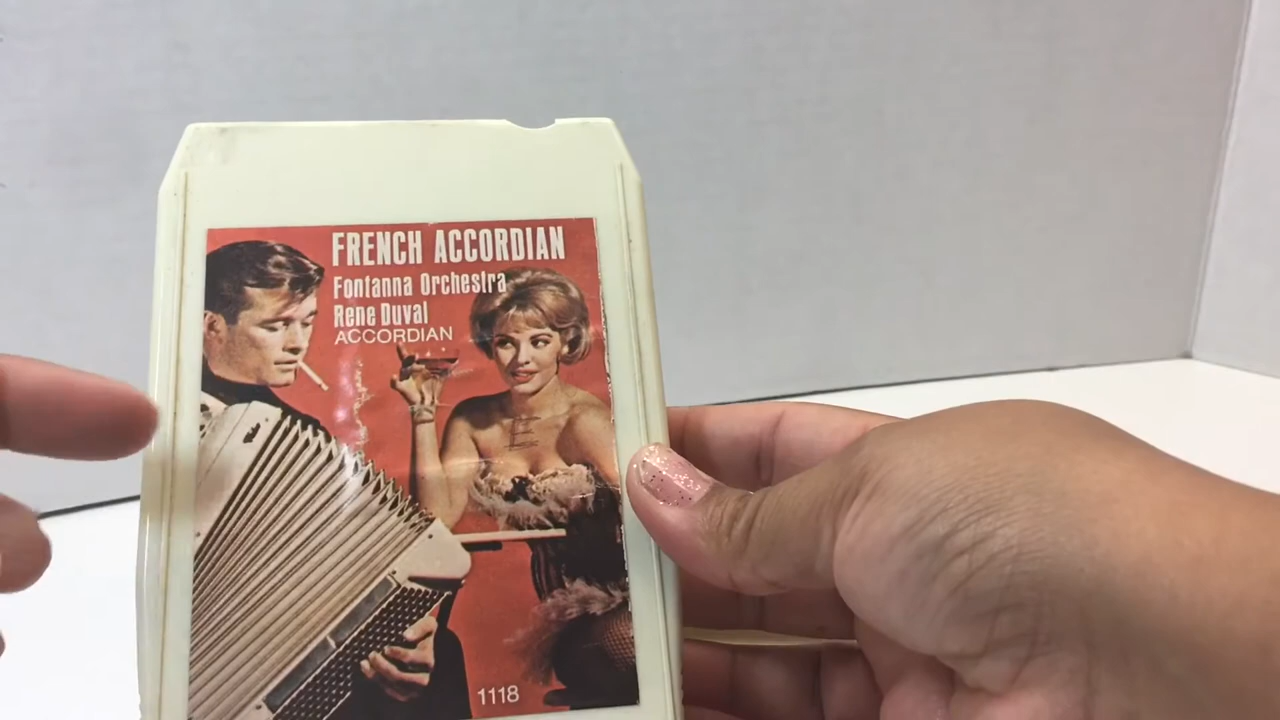 FRENCH ACCORDIAN
Fontanna Orchestra
Rene Duval
ACCORDIAN
E
1118